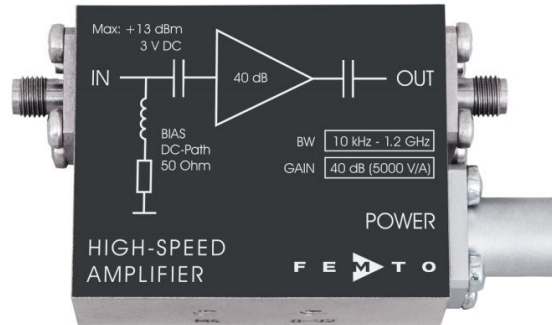 Max: +13 dBm
3 V DC
IN
40 dB
OUT
BIAS
DC-Path
50 Ohm
BW 10 kHz - 1.2 GHz
GAIN 40 dB (5000 V/A)
POWER
HIGH-SPEED
AMPLIFIER
FEMTO